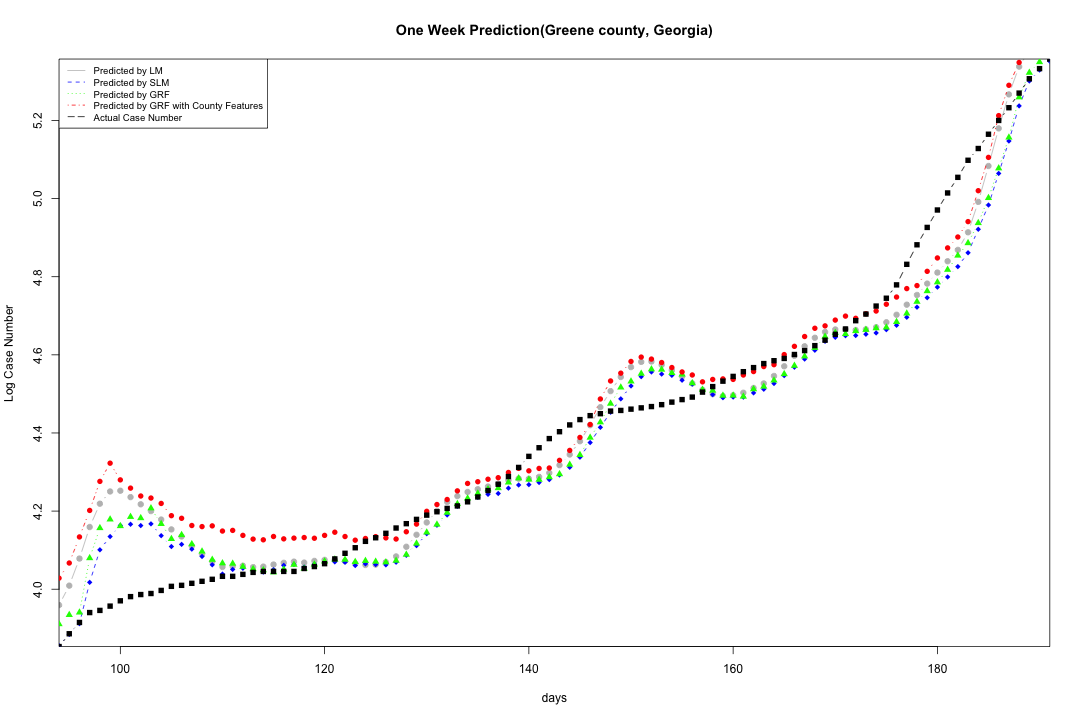 One Week Prediction(Greene county, Georgia)
Predicted by LM
Predicted by SLM
Predicted by GRF
Predicted by GRF with County Features
Actual Case Number
Log Case Number
5.2
5.0
4.8
4.6
4.4
4.2
4.0
100 120 140 160 180
days